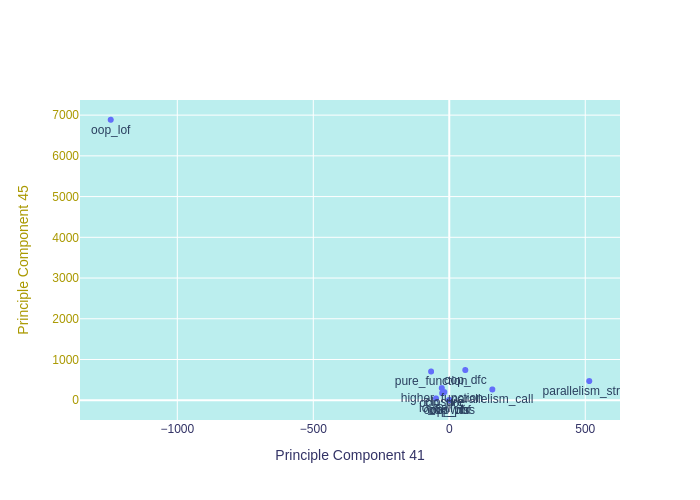 7000
oop_lof
6000
5000
4000
3000
2000
1000
pure_function
oop_dfc
parallelism_str
higher_function
parallelism_call
0
−1000
−500
0
500
Principle Component 41
Principle Component 45